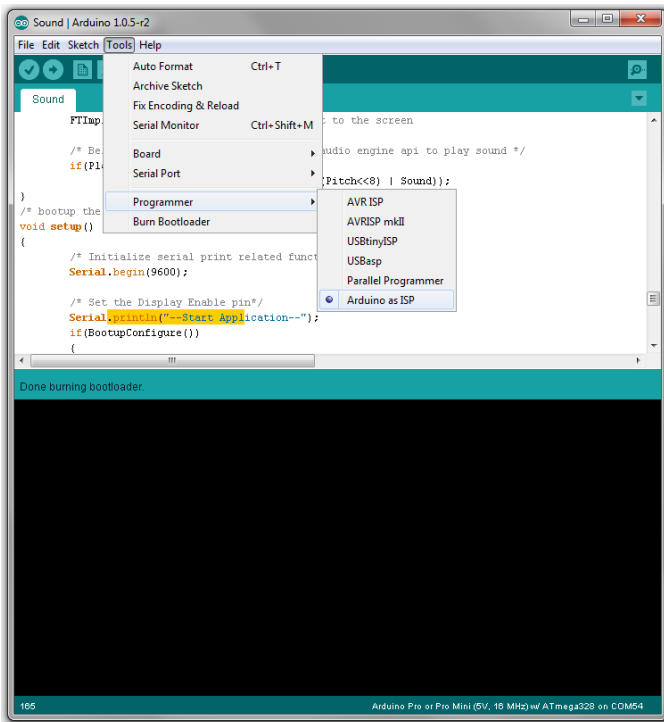 Sound | Arduino 1.0.5-r2
File Edit Sketch Tools Help
Auto Format Ctrl+T
Archive Sketch
Fix Encoding & Reload
Serial Monitor Ctrl+Shift+M
Board
Serial Port
Programmer
Burn Bootloader
AVR ISP
AVRISP mkII
USBtinyISP
USBasp
Parallel Programmer
Arduino as ISP
Sound
FTImp. t to the screen
/* Be audio engine api to play sound */
if(Pla
(Pitch<<8) | Sound));
}
/* bootup the
void setup()
{
/* Initialize serial print related funct
Serial.begin(9600);
/* Set the Display Enable pin*/
Serial.println("--Start Application--");
if(BootupConfigure())
{
Done burning bootloader.
165 Arduino Pro or Pro Mini (5V, 16 MHz) w/ ATmega328 on COM54